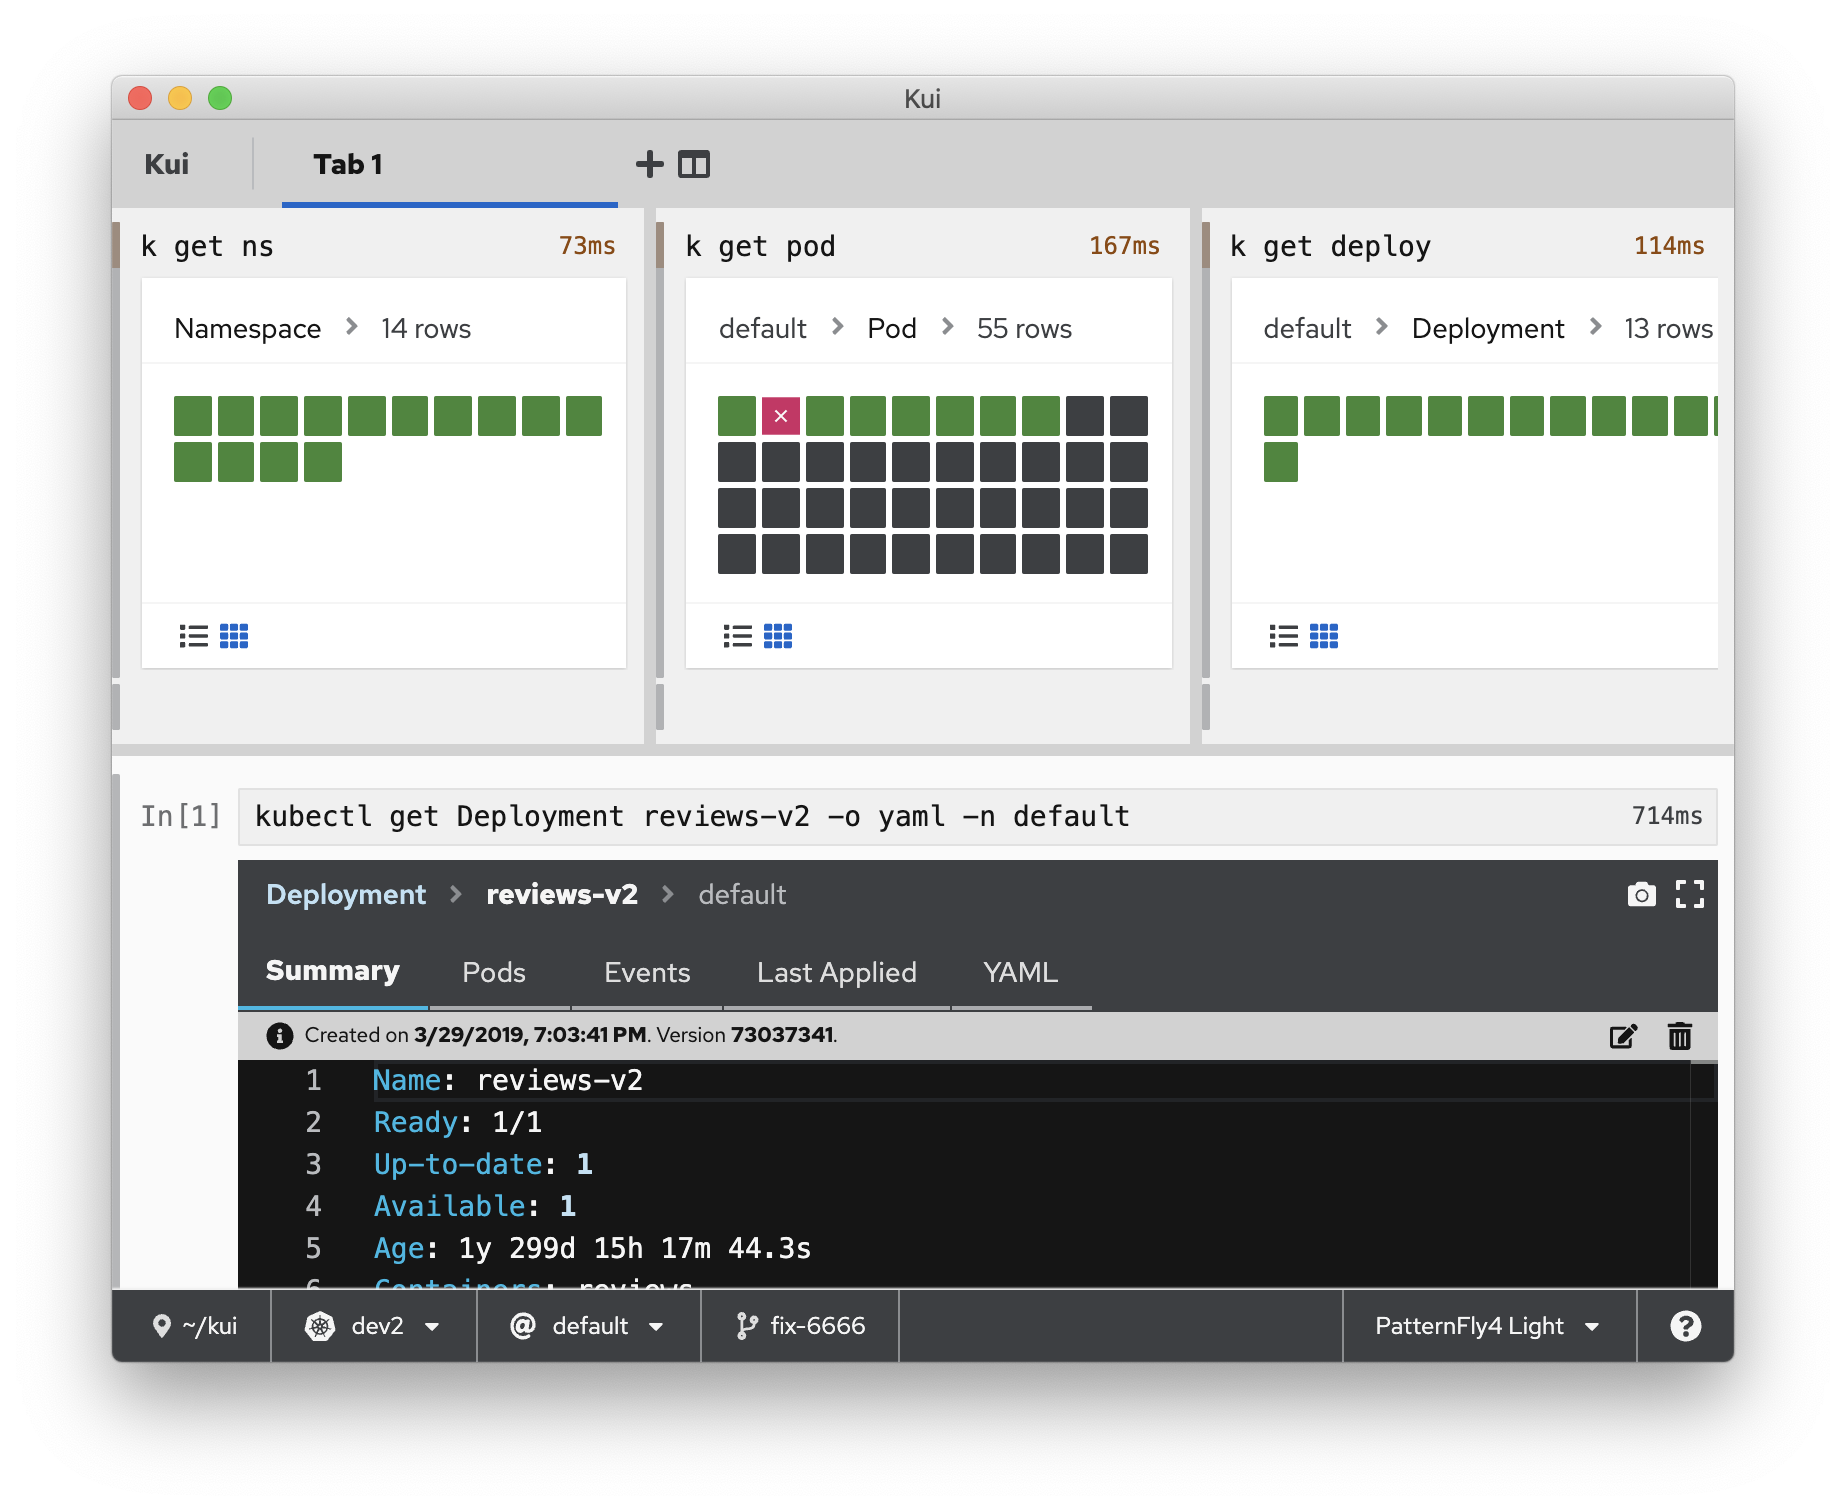 Kui
Kui
Tab 1
k get ns
73ms
Namespace > 14 rows
k get pod
167ms
default > Pod > 55 rows
k get deploy
114ms
default > Deployment > 13 rows
In[1]
kubectl get Deployment reviews-v2 -o yaml -n default
714ms
Deployment > reviews-v2 > default
Summary
Pods
Events
Last Applied
YAML
Created on 3/29/2019, 7:03:41 PM. Version 73037341.
1 Name: reviews-v2
2 Ready: 1/1
3 Up-to-date: 1
4 Available: 1
5 Age: 1y 299d 15h 17m 44.3s
6 Containers: reviews
~/kui
dev2
@ default
fix-6666
PatternFly4 Light
?